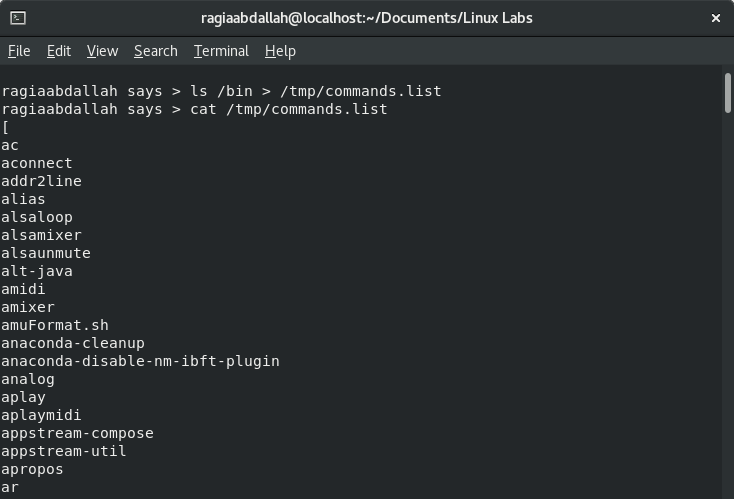 ragiaabdallah@localhost:~/Documents/Linux Labs
File Edit View Search Terminal Help
ragiaabdallah says > ls /bin > /tmp/commands.list
ragiaabdallah says > cat /tmp/commands.list
[
ac
aconnect
addr2line
alias
alsaloop
alsamixer
alsaunmute
alt-java
amidi
amixer
amuFormat.sh
anaconda-cleanup
anaconda-disable-nm-ibft-plugin
analog
aplay
aplaymidi
appstream-compose
appstream-util
apropos
ar